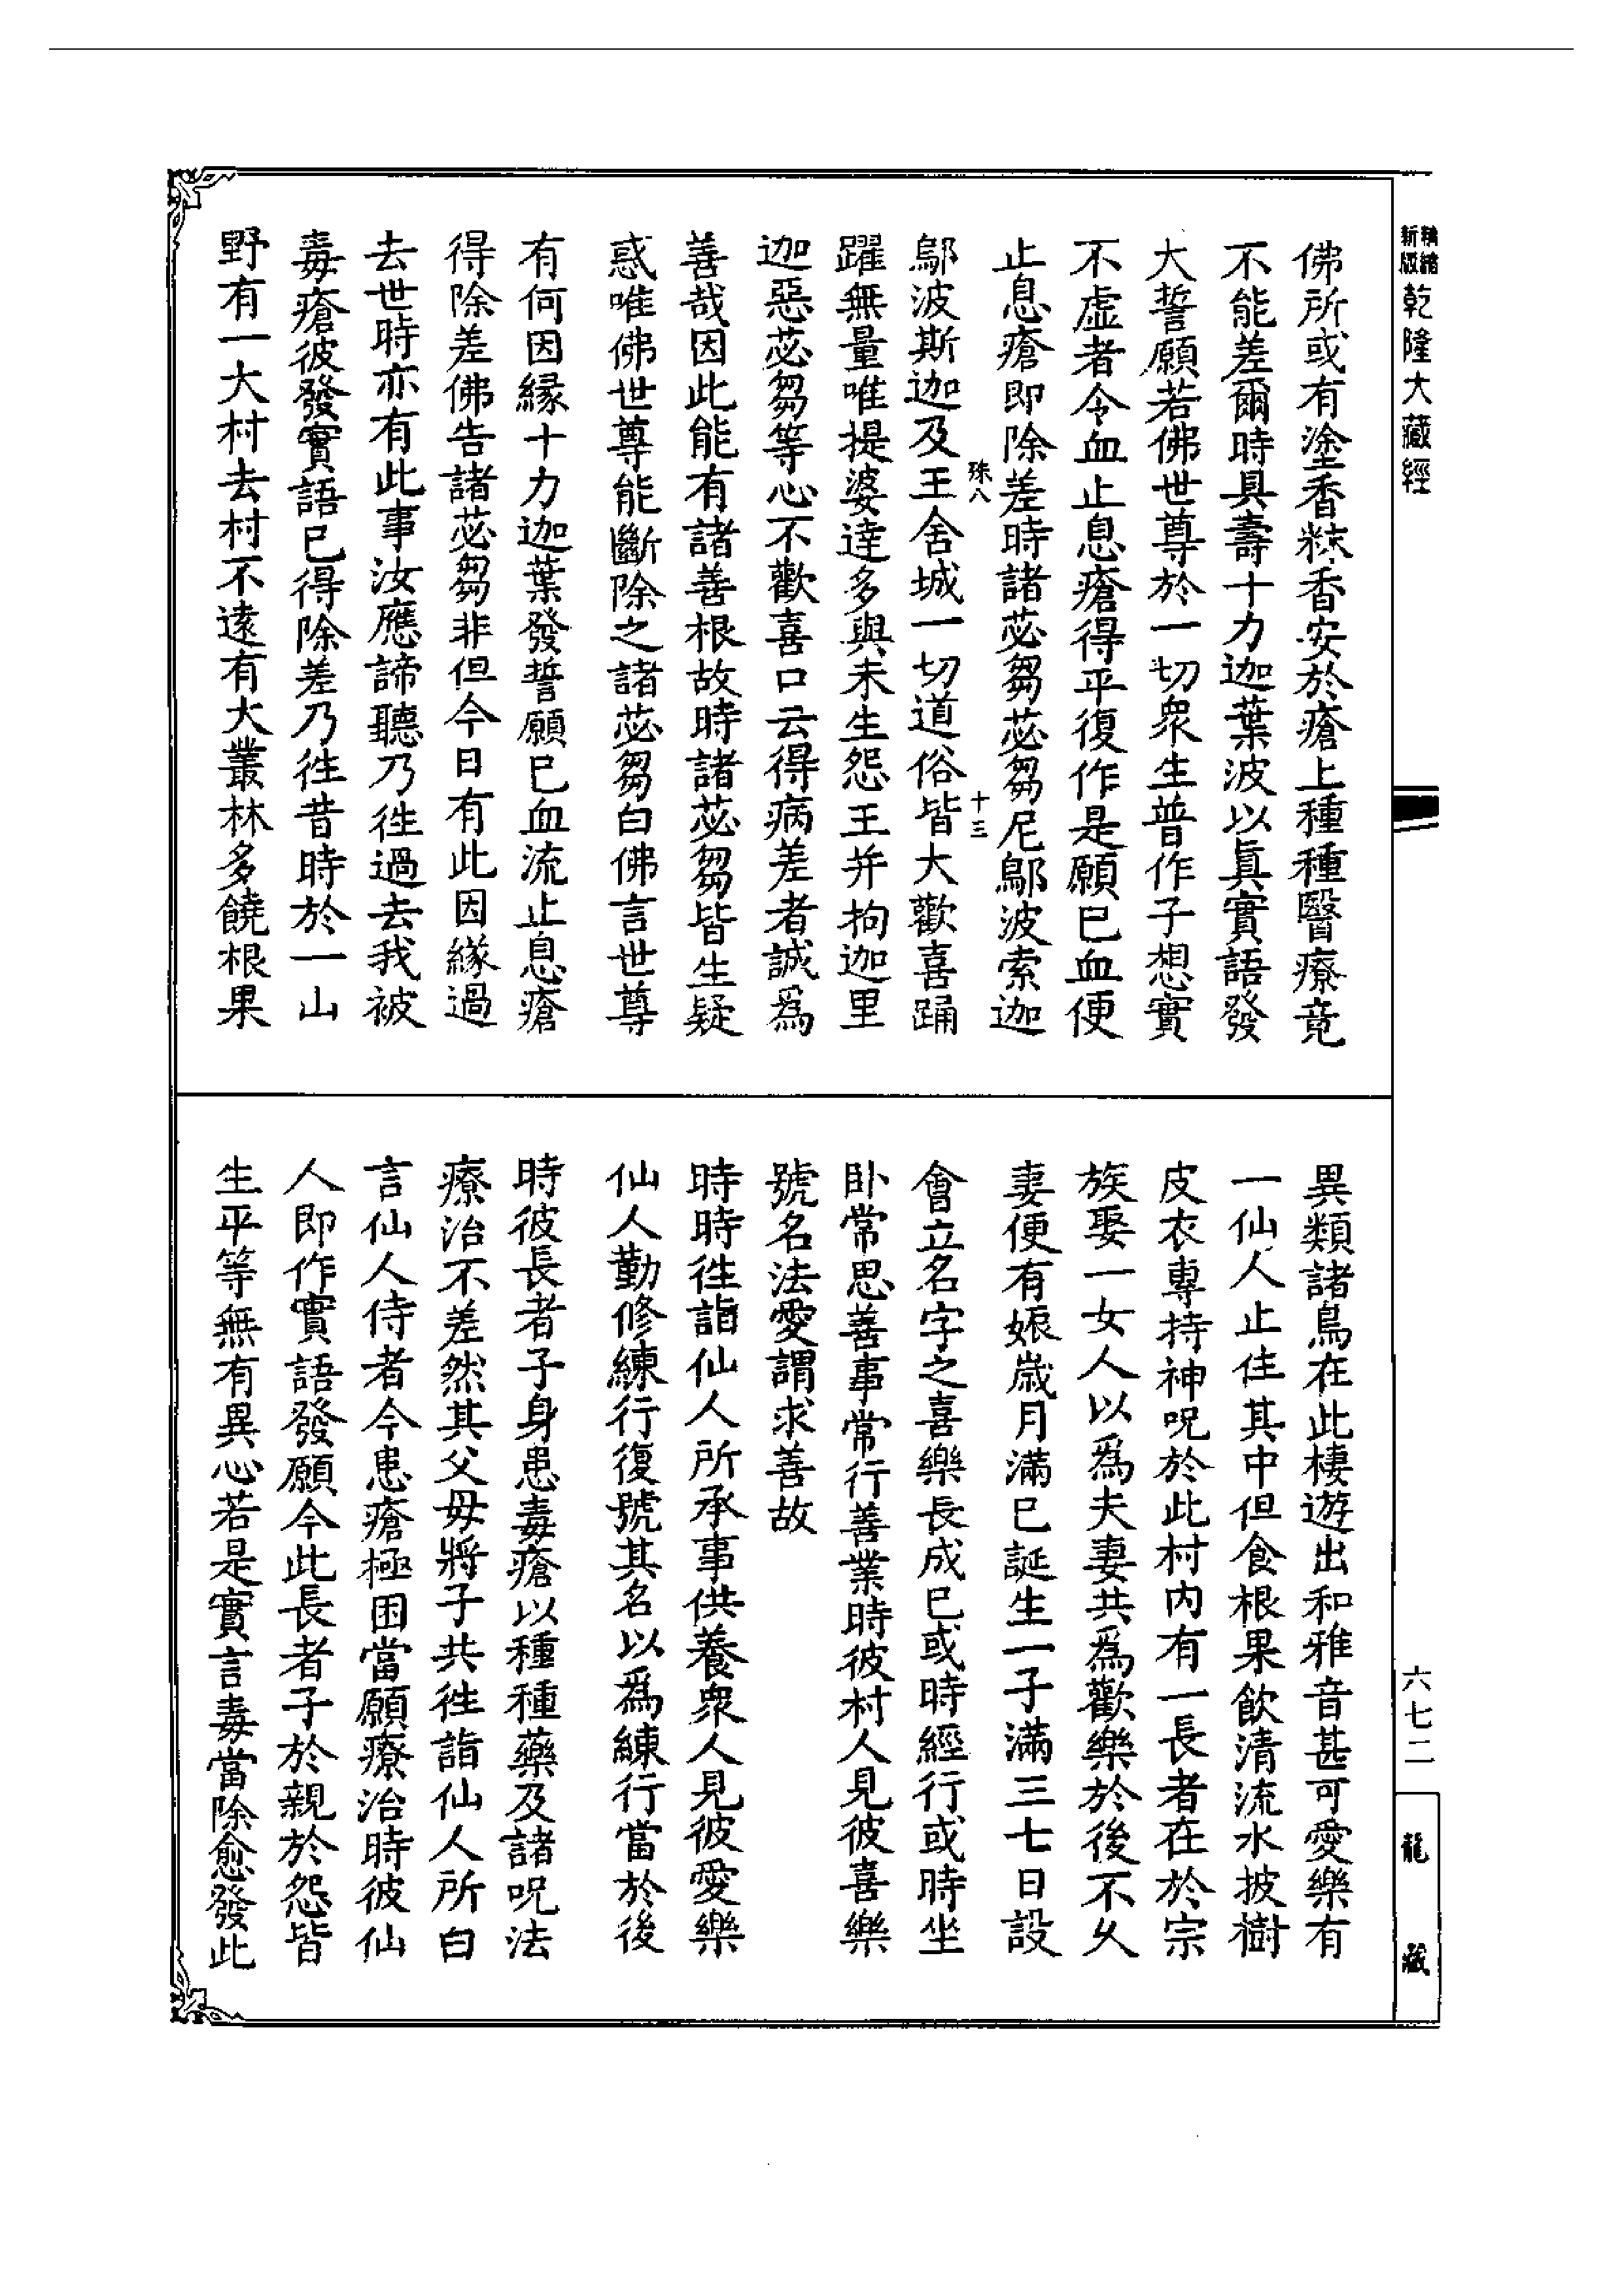 新版精縮乾隆大藏經
六七二
龍藏
佛所或有塗香粖香安於瘡上種種醫療竟
不能差爾時具壽十力迦葉波以眞實語發
大誓願若佛世尊於一切衆生普作子想實
不虛者令血止息瘡得平復作是願已血便
止息瘡即除差時諸苾芻苾芻尼鄔波索迦
殊八
十三
鄔波斯迦及王舍城一切道俗皆大歡喜踊
躍無量唯提婆達多與未生怨王并拘迦里
迦惡苾芻等心不歡喜口云得病差者誠爲
善哉因此能有諸善根故時諸苾芻皆生疑
惑唯佛世尊能斷除之諸苾芻白佛言世尊
有何因緣十力迦葉發誓願已血流止息瘡
得除差佛告諸苾芻非但今日有此因緣過
去世時亦有此事汝應諦聽乃徃過去我被
毒瘡彼發實語已得除差乃徃昔時於一山
野有一大村去村不遠有大叢林多饒根果
異類諸鳥在此棲遊出和雅音甚可愛樂有
一仙人止住其中但食根果飲清流水披樹
皮衣專持神呪於此村內有一長者在於宗
族娶一女人以爲夫妻共爲歡樂於後不久
妻便有娠歲月滿已誕生一子滿三七日設
會立名字之喜樂長成已或時經行或時坐
卧常思善事常行善業時彼村人見彼喜樂
號名法愛謂求善故
時時徃詣仙人所承事供養衆人見彼愛樂
仙人勤修練行復號其名以爲練行當於後
時彼長者子身患毒瘡以種種藥及諸呪法
療治不差然其父母將子共徃詣仙人所白
言仙人侍者今患瘡極困當願療治時彼仙
人即作實語發願今此長者子於親於怨皆
生平等無有異心若是實言毒當除愈發此